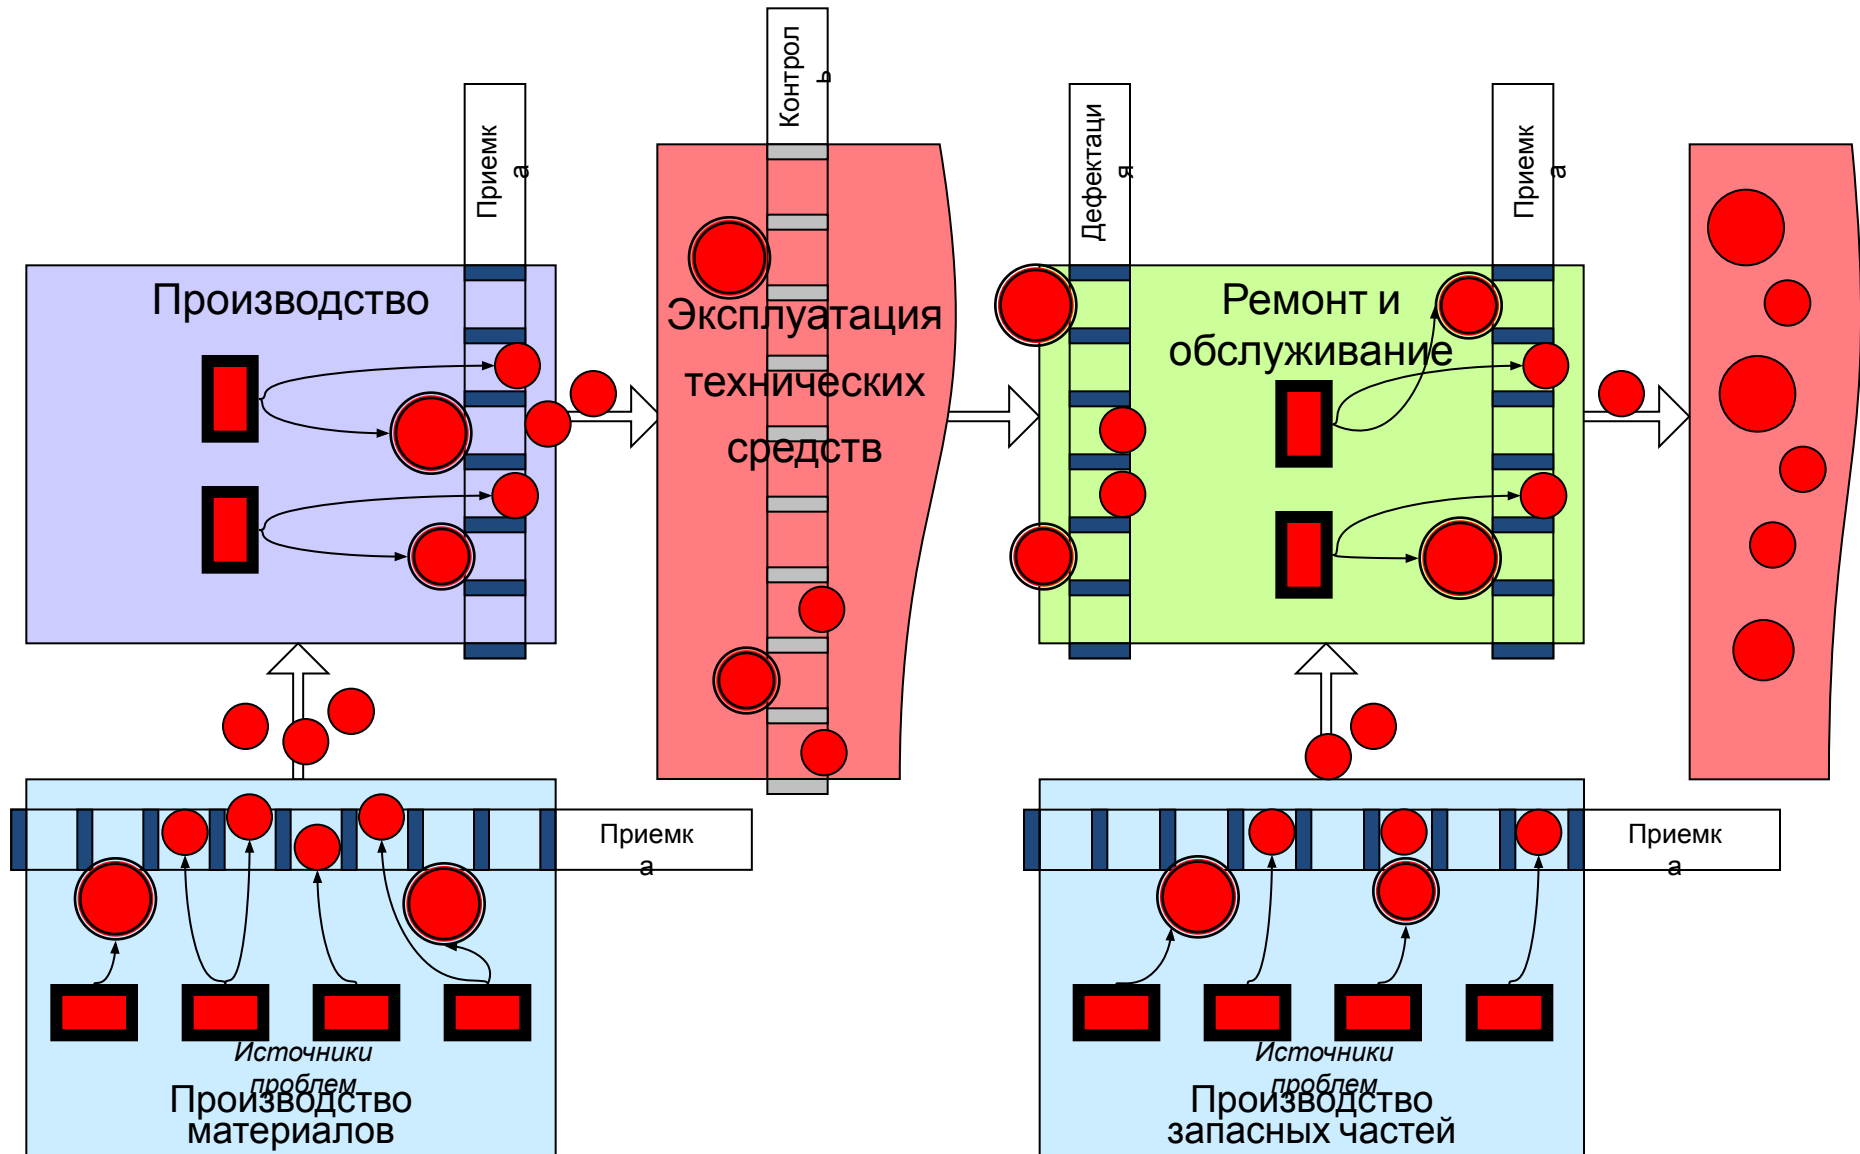 Контрол
ь
Приемк
а
Дефектаци
я
Приемк
а
Производство
Эксплуатация
технических
средств
Ремонт и
обслуживание
Приемк
а
Приемк
а
Источники
проблем
Производство
материалов
Источники
проблем
Производство
запасных частей